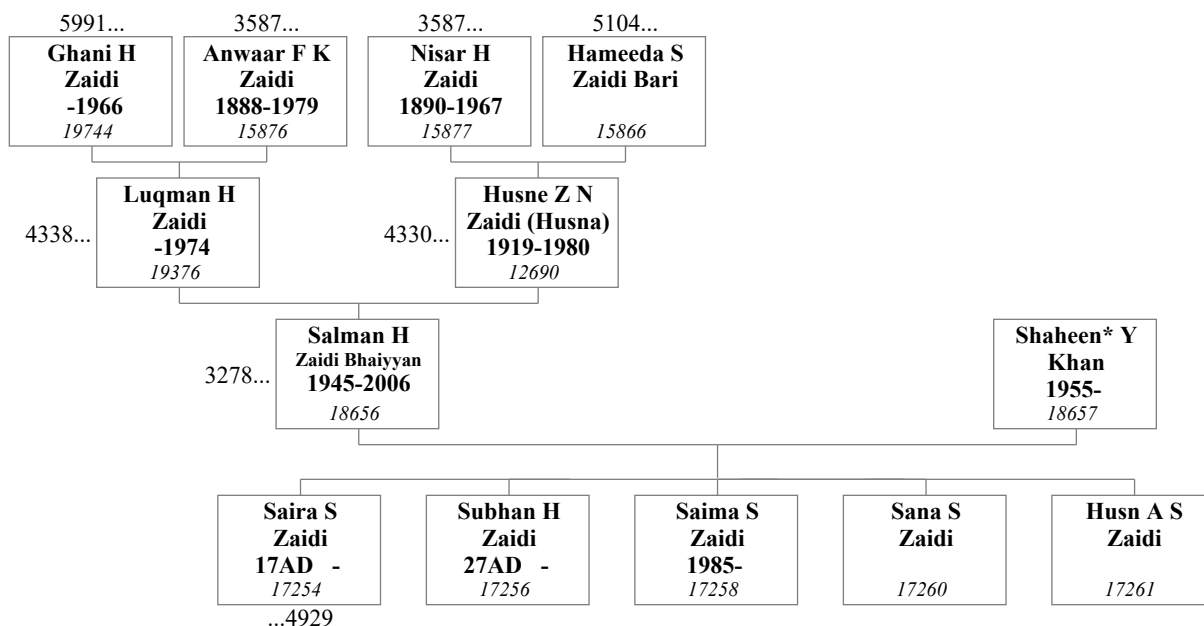 5991...
3587...
3587...
5104...
Ghani H
Zaidi
-1966
19744
Anwaar F K
Zaidi
1888-1979
15876
Nisar H
Zaidi
1890-1967
15877
Hameeda S
Zaidi Bari
15866
4338...
Luqman H
Zaidi
-1974
19376
4330...
Husne Z N
Zaidi (Husna)
1919-1980
12690
3278...
Salman H
Zaidi Bhaiyyan
1945-2006
18656
Shaheen* Y
Khan
1955-
18657
Saira S
Zaidi
17AD -
17254
Subhan H
Zaidi
27AD -
17256
Saima S
Zaidi
1985-
17258
Sana S
Zaidi
17260
Husn A S
Zaidi
17261
...4929